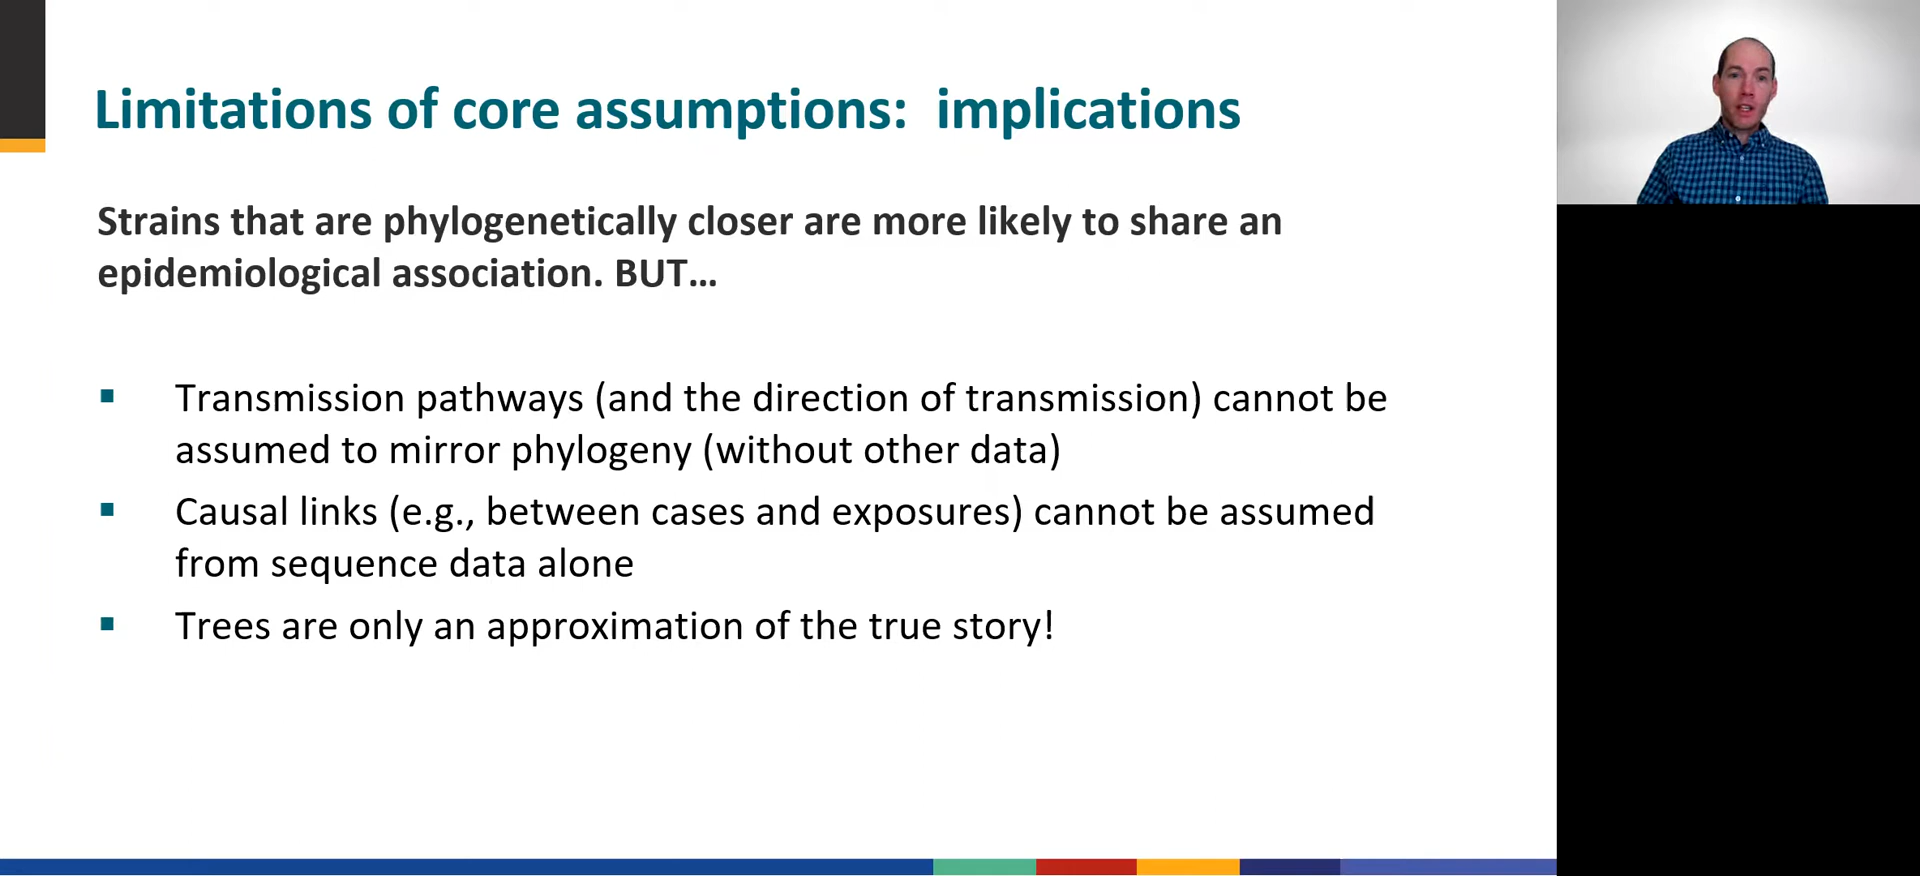 Limitations of core assumptions: implications
Strains that are phylogenetically closer are more likely to share an
epidemiological association. BUT…
Transmission pathways (and the direction of transmission) cannot be
assumed to mirror phylogeny (without other data)
Causal links (e.g., between cases and exposures) cannot be assumed
from sequence data alone
Trees are only an approximation of the true story!